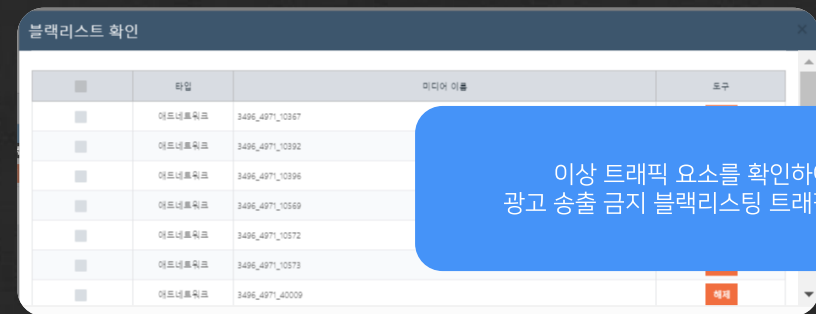 블랙리스트 확인
타입 미디어 이름 도구
애드네트워크 3496_4971_10367
애드네트워크 3496_4971_10392
애드네트워크 3496_4971_10396
애드네트워크 3496_4971_10569
애드네트워크 3496_4971_10572
애드네트워크 3496_4971_10573
애드네트워크 3496_4971_40009 해제
이상 트래픽 요소를 확인하
광고 송출 금지 블랙리스팅 트래